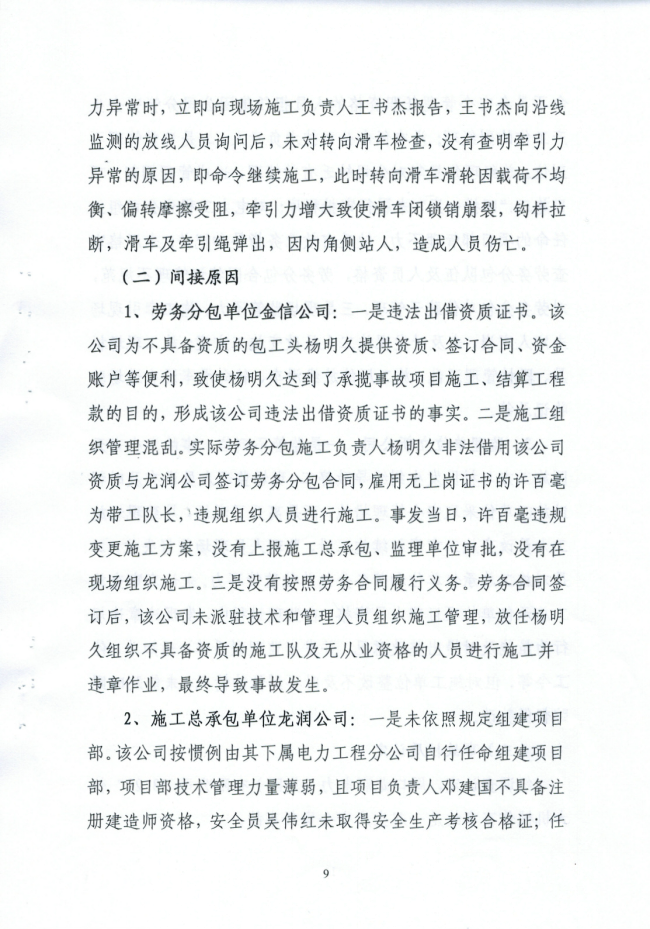 力异常时，立即向现场施工负责人王书杰报告，王书杰向沿线
监测的放线人员询问后，未对转向滑车检查，没有查明牵引力
异常的原因，即命令继续施工，此时转向滑车滑轮因载荷不均
衡、偏转摩擦受阻，牵引力增大致使滑车闭锁销崩裂，钩杆拉
断，滑车及牵引绳弹出，因内角侧站人，造成人员伤亡。
（二）间接原因
1、劳务分包单位金信公司：一是违法出借资质证书。该
公司为不具备资质的包工头杨明久提供资质、签订合同、资金
账户等便利，致使杨明久达到了承揽事故项目施工、结算工程
款的目的，形成该公司违法出借资质证书的事实。二是施工组
织管理混乱。实际劳务分包施工负责人杨明久非法借用该公司
资质与龙润公司签订劳务分包合同，雇用无上岗证书的许百毫
为带工队长，违规组织人员进行施工。事发当日，许百毫违规
变更施工方案，没有上报施工总承包、监理单位审批，没有在
现场组织施工。三是没有按照劳务合同履行义务。劳务合同签
订后，该公司未派驻技术和管理人员组织施工管理，放任杨明
久组织不具备资质的施工队及无从业资格的人员进行施工并
违章作业，最终导致事故发生。
2、施工总承包单位龙润公司：一是未依照规定组建项目
部。该公司按惯例由其下属电力工程分公司自行任命组建项目
部，项目部技术管理力量薄弱，且项目负责人邓建国不具备注
册建造师资格，安全员吴伟红未取得安全生产考核合格证；任
9